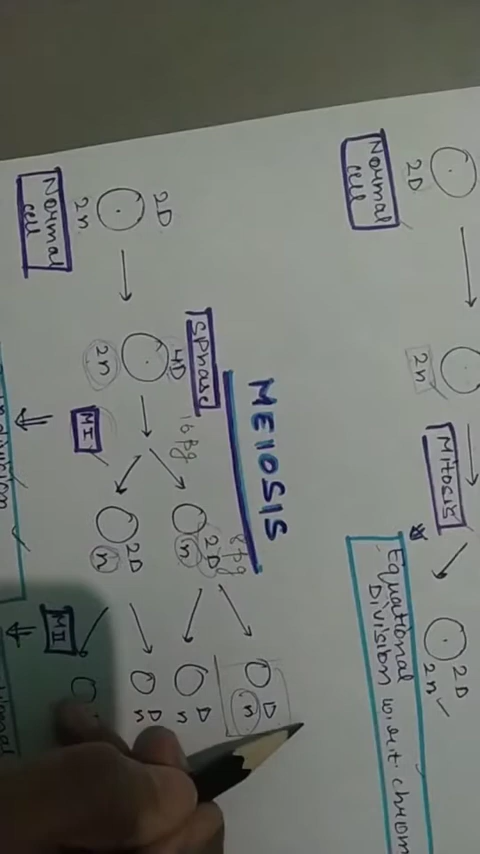 2D
Normal
cell
2n
Mitosis
2D
2n
Equational
Division w.r.t. chrom
MEIOSIS
2D
2n
Normal
cell
S Phase
4D
2n
16 pg
MI
8 pg
2D
n
2D
n
MII
D
n
D
n
D
n